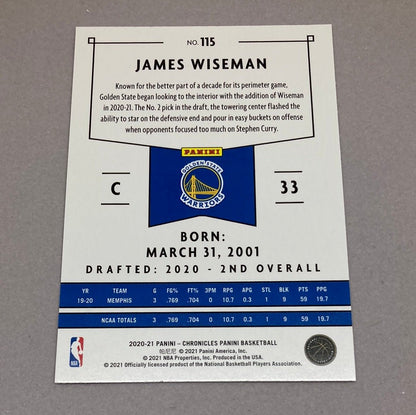 NO. 115
JAMES WISEMAN
Known for the better part of a decade for its perimeter game,
Golden State began looking to the interior with the addition of Wiseman
in 2020-21. The No. 2 pick in the draft, the towering center flashed the
ability to star on the defensive end and pour in easy buckets on offense
when opponents focused too much on Stephen Curry.
PANINI
C
GOLDEN STATE
WARRIORS
33
BORN:
MARCH 31, 2001
DRAFTED: 2020 - 2ND OVERALL
YR TEAM G FG% FT% 3PM RPG APG STL BLK PTS PPG
19-20 MEMPHIS 3 .769 .704 0 10.7 0.3 1 9 59 19.7
NCAA TOTALS 3 .769 .704 0 10.7 0.3 1 9 59 19.7
2020-21 PANINI - CHRONICLES PANINI BASKETBALL
帕尼尼 © 2021 Panini America, Inc.
© 2021 NBA Properties, Inc. Produced in the USA.
© 2021 Officially licensed product of the National Basketball Players Association.
NBA